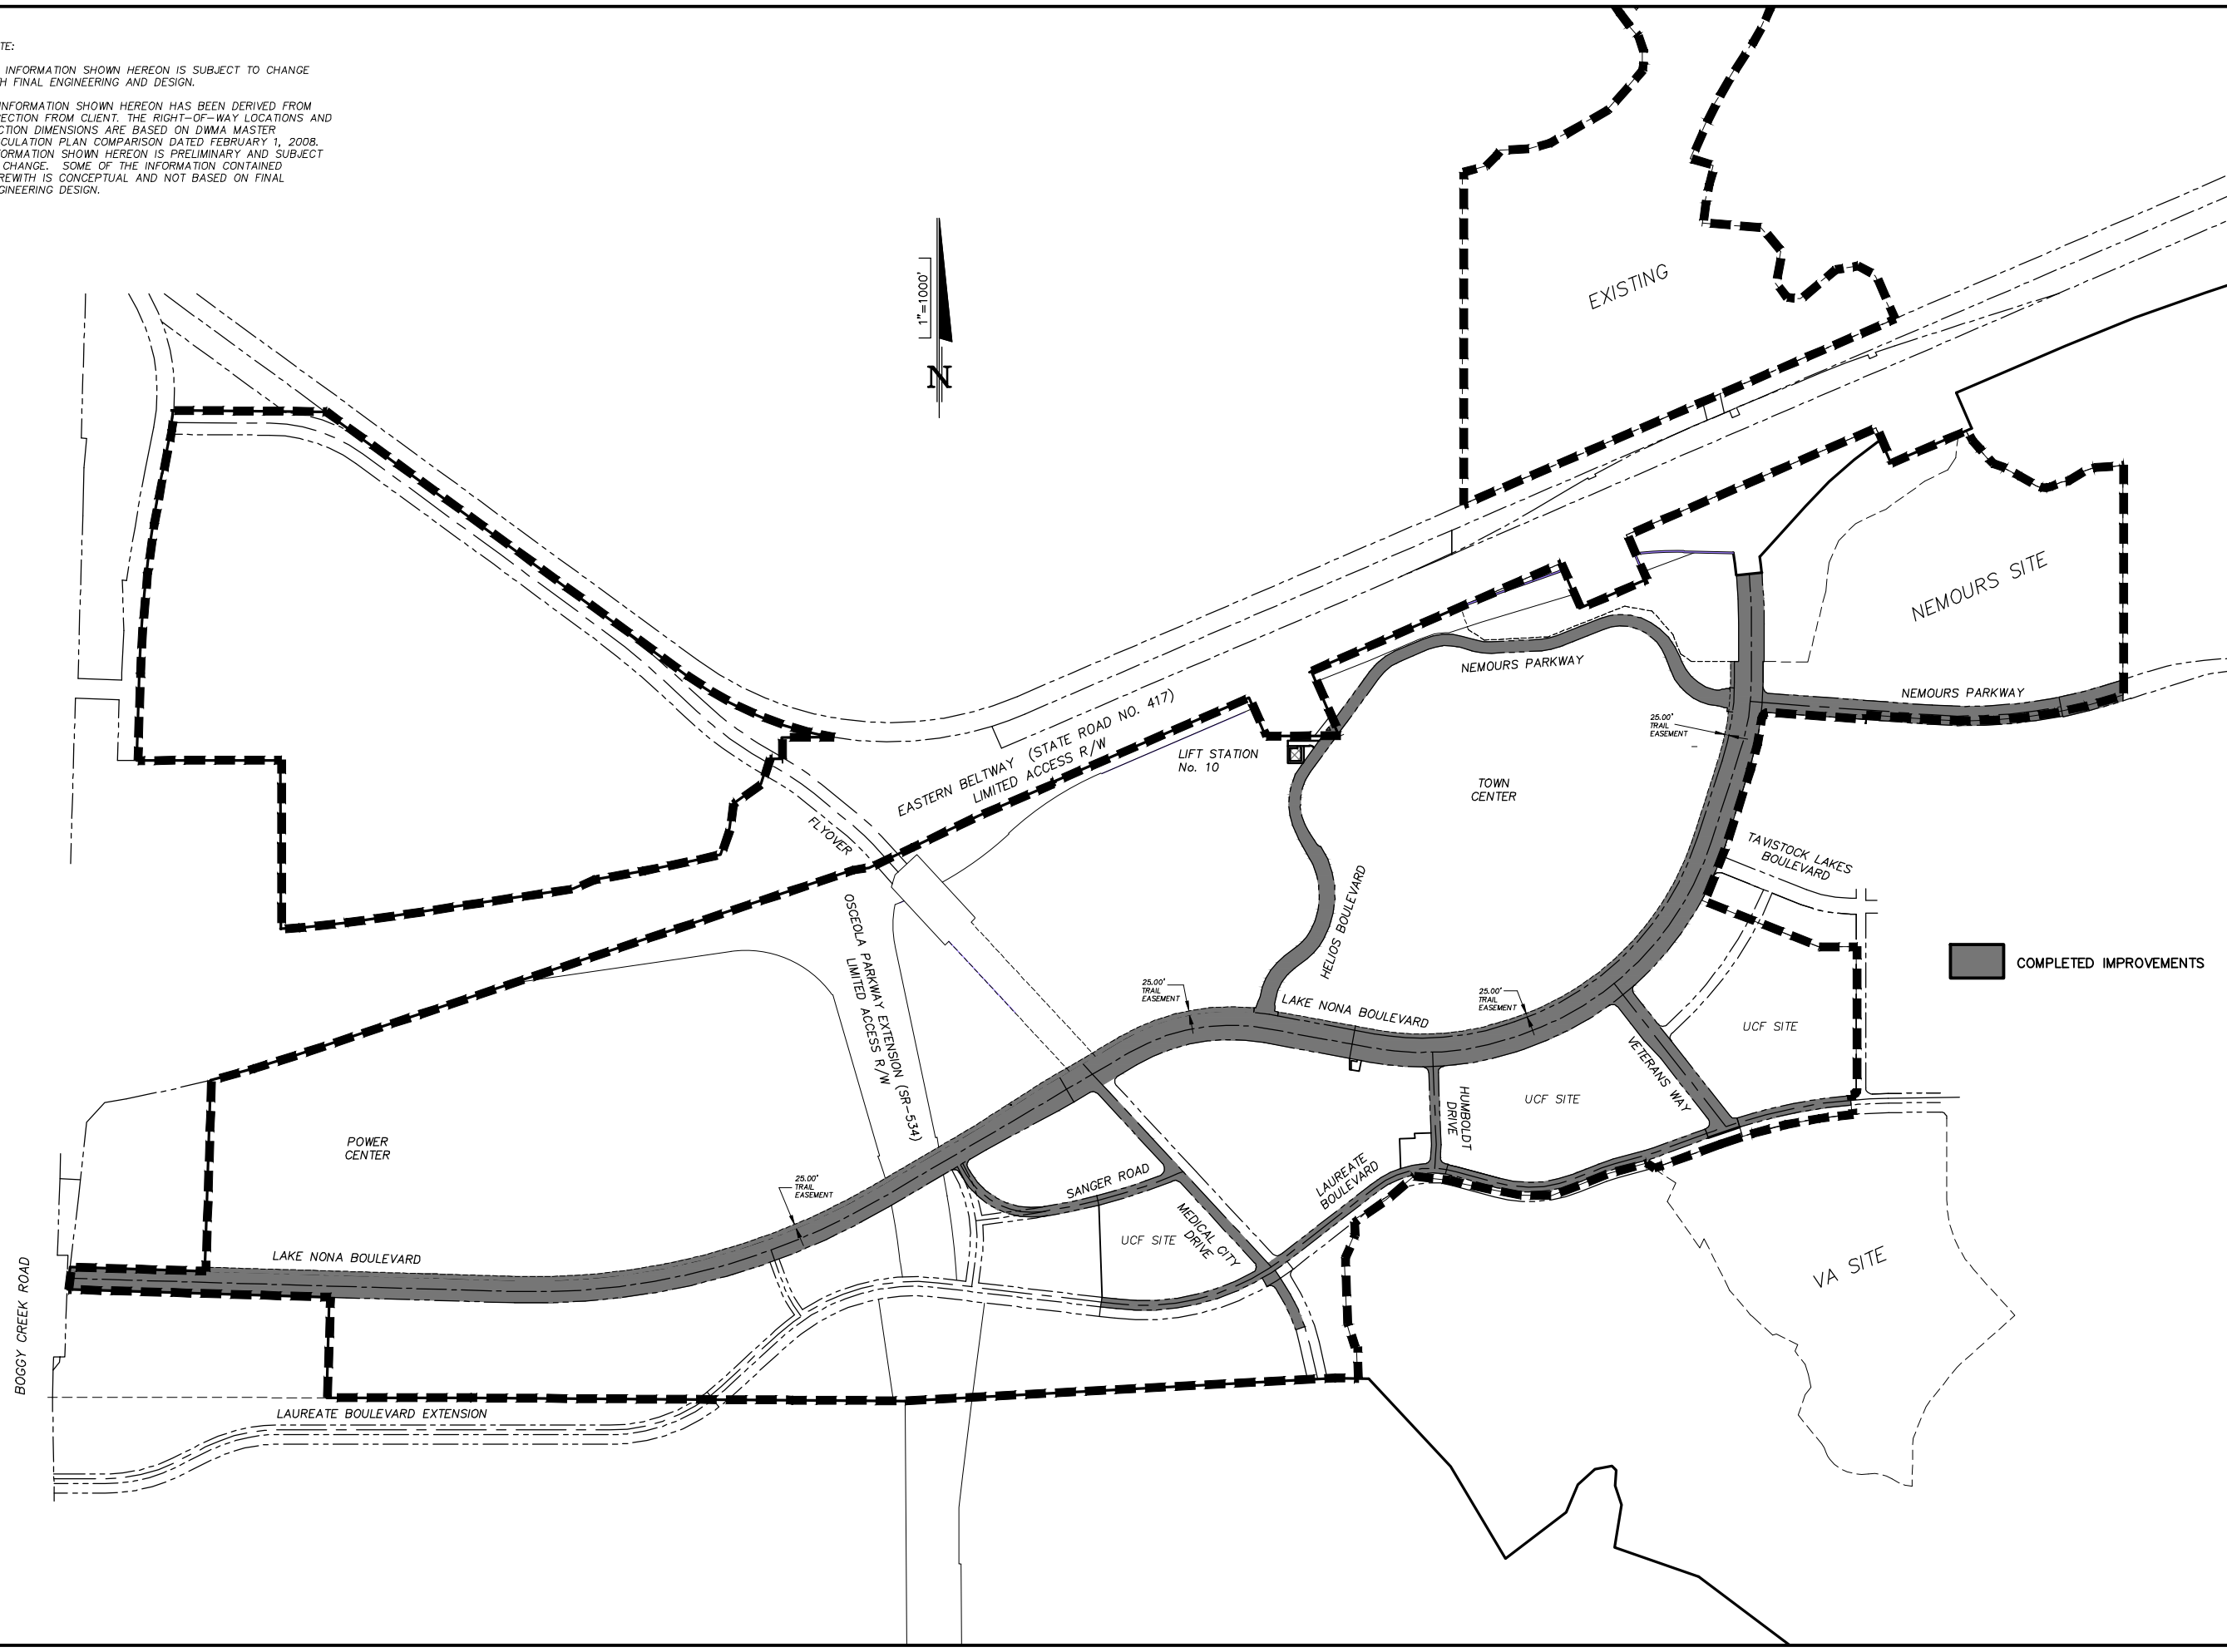 TE:
INFORMATION SHOWN HEREON IS SUBJECT TO CHANGE
H FINAL ENGINEERING AND DESIGN.
INFORMATION SHOWN HEREON HAS BEEN DERIVED FROM
ECTION FROM CLIENT. THE RIGHT-OF-WAY LOCATIONS AND
CTION DIMENSIONS ARE BASED ON DWMA MASTER
CULATION PLAN COMPARISON DATED FEBRUARY 1, 2008.
FORMATION SHOWN HEREON IS PRELIMINARY AND SUBJECT
CHANGE. SOME OF THE INFORMATION CONTAINED
REWITH IS CONCEPTUAL AND NOT BASED ON FINAL
GINEERING DESIGN.
1"=1000'
N
EXISTING
NEMOURS SITE
NEMOURS PARKWAY
NEMOURS PARKWAY
25.00'
TRAIL
EASEMENT
EASTERN BELTWAY (STATE ROAD NO. 417)
LIMITED ACCESS R/W
LIFT STATION
No. 10
TOWN
CENTER
FLYOVER
TAVISTOCK LAKES
BOULEVARD
OSCEOLA PARKWAY EXTENSION (SR-534)
LIMITED ACCESS R/W
HELIOS BOULEVARD
COMPLETED IMPROVEMENTS
25.00'
TRAIL
EASEMENT
LAKE NONA BOULEVARD
25.00'
TRAIL
EASEMENT
UCF SITE
VETERANS WAY
HUMBOLDT
DRIVE
UCF SITE
POWER
CENTER
25.00'
TRAIL
EASEMENT
SANGER ROAD
LAUREATE
BOULEVARD
UCF SITE
MEDICAL CITY
DRIVE
LAKE NONA BOULEVARD
VA SITE
BOGGY CREEK ROAD
LAUREATE BOULEVARD EXTENSION